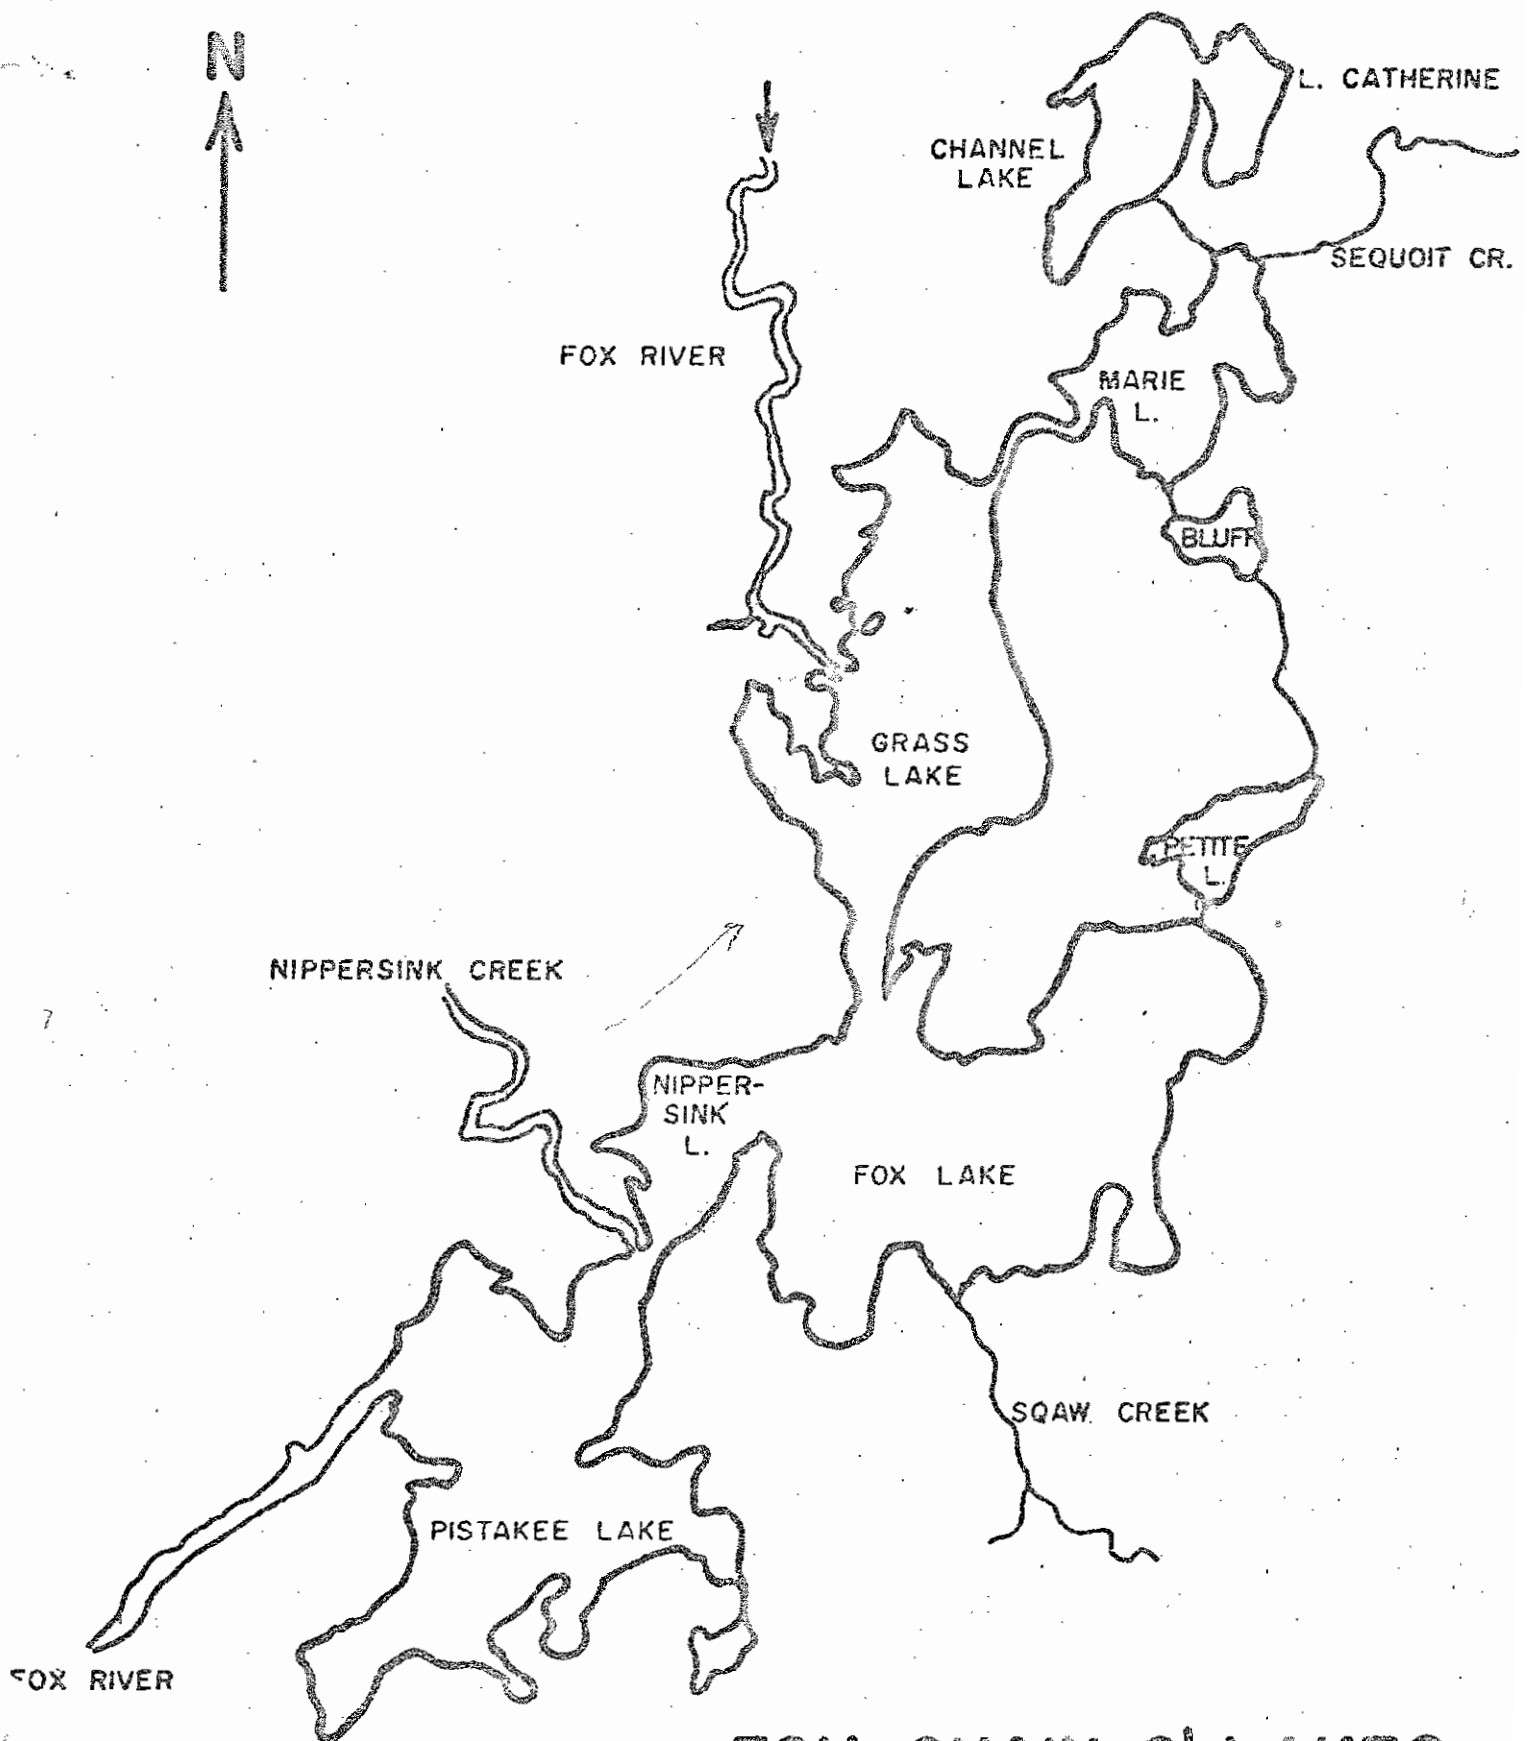 N
L. CATHERINE
CHANNEL
LAKE
SEQUOIT CR.
FOX RIVER
MARIE
L.
BLUFF
GRASS
LAKE
PETITE
L.
NIPPERSINK CREEK
NIPPER-
SINK
L.
FOX LAKE
SQAW CREEK
PISTAKEE LAKE
FOX RIVER